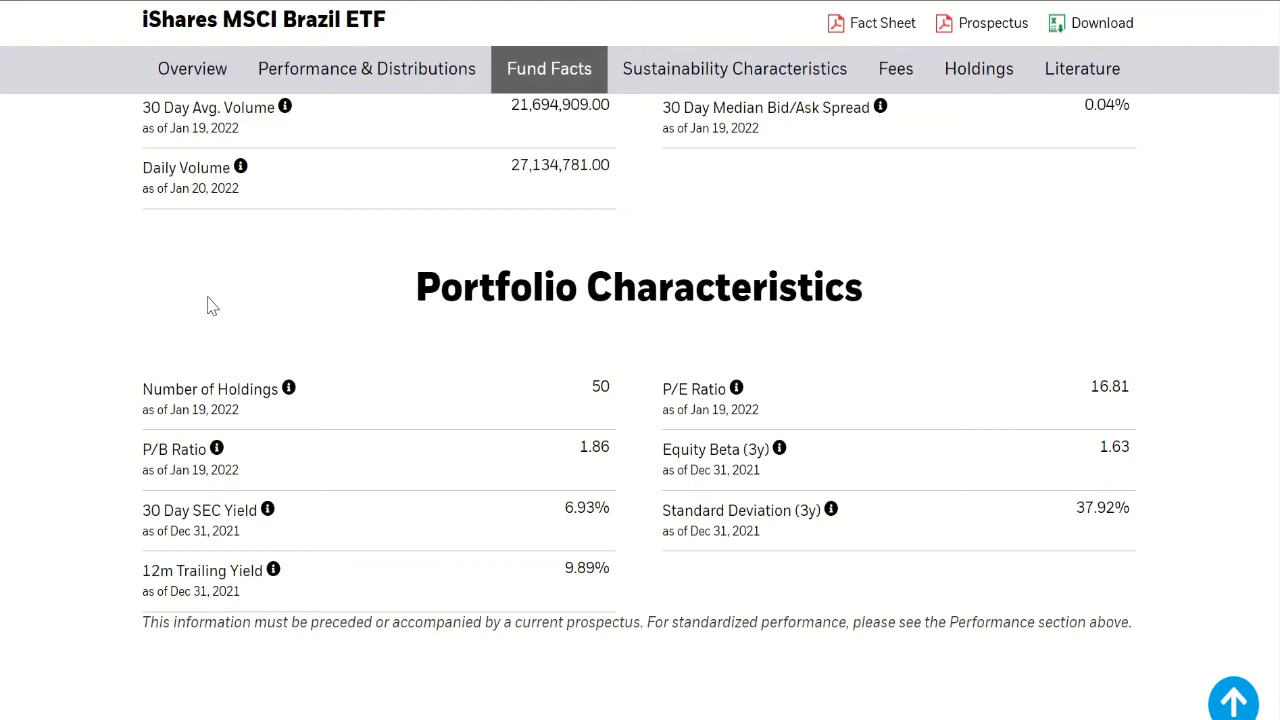 iShares MSCI Brazil ETF
Fact Sheet Prospectus Download
Overview Performance & Distributions Fund Facts Sustainability Characteristics Fees Holdings Literature
30 Day Avg. Volume 21,694,909.00
as of Jan 19, 2022
30 Day Median Bid/Ask Spread 0.04%
as of Jan 19, 2022
Daily Volume 27,134,781.00
as of Jan 20, 2022
Portfolio Characteristics
Number of Holdings 50
as of Jan 19, 2022
P/E Ratio 16.81
as of Jan 19, 2022
P/B Ratio 1.86
as of Jan 19, 2022
Equity Beta (3y) 1.63
as of Dec 31, 2021
30 Day SEC Yield 6.93%
as of Dec 31, 2021
Standard Deviation (3y) 37.92%
as of Dec 31, 2021
12m Trailing Yield 9.89%
as of Dec 31, 2021
This information must be preceded or accompanied by a current prospectus. For standardized performance, please see the Performance section above.